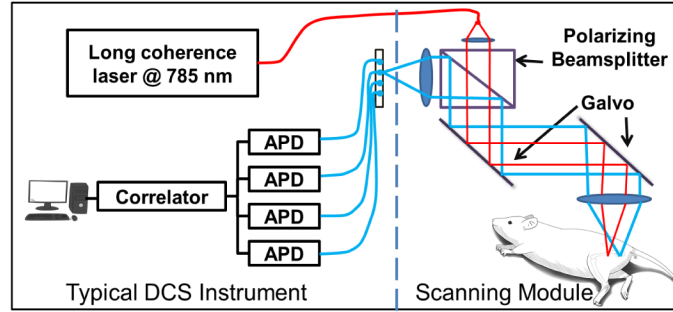 Long coherence
laser @ 785 nm
Polarizing
Beamsplitter
Galvo
APD
APD
APD
APD
Correlator
Typical DCS Instrument
Scanning Module